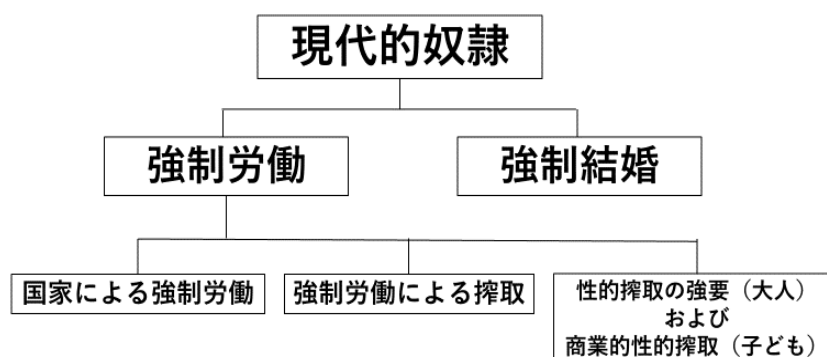 現代的奴隷
強制労働
強制結婚
国家による強制労働
強制労働による搾取
性的搾取の強要（大人）
および
商業的性的搾取（子ども）